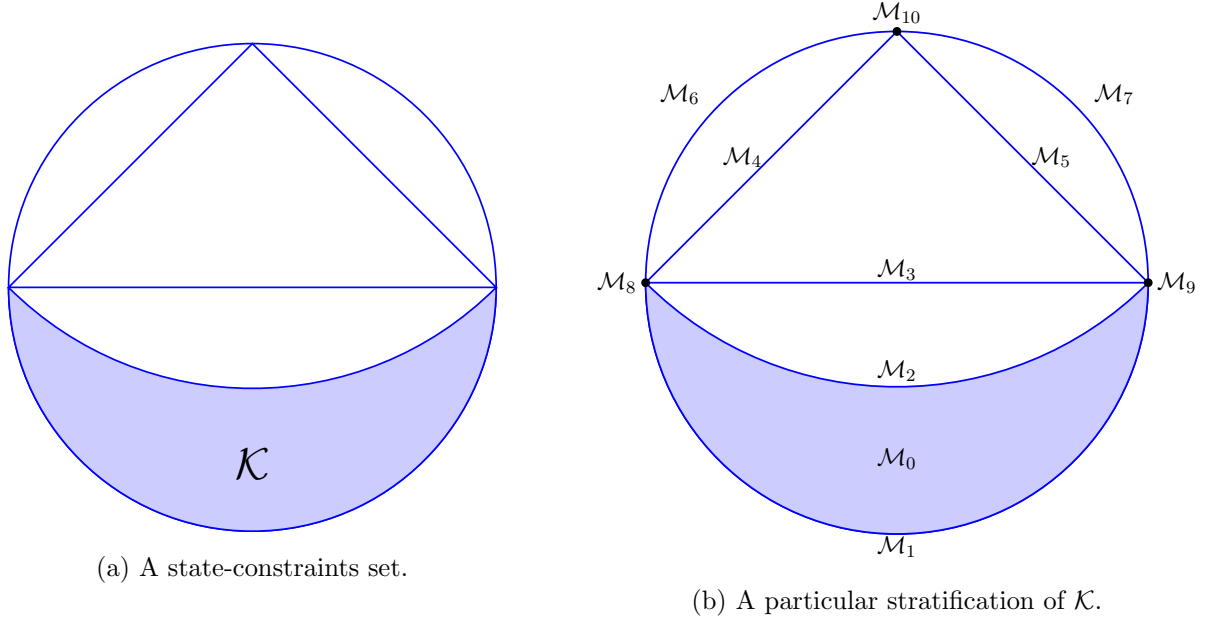 𝒦
(a) A state-constraints set.
ℳ₁₀
ℳ₆
ℳ₇
ℳ₄
ℳ₅
ℳ₃
ℳ₈
ℳ₉
ℳ₂
ℳ₀
ℳ₁
(b) A particular stratification of 𝒦.